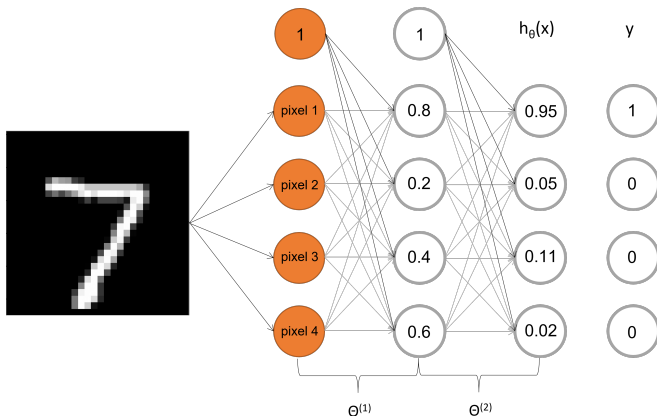 1 1 hθ(x) y
pixel 1 0.8 0.95 1
pixel 2 0.2 0.05 0
pixel 3 0.4 0.11 0
pixel 4 0.6 0.02 0
Θ(1) Θ(2)